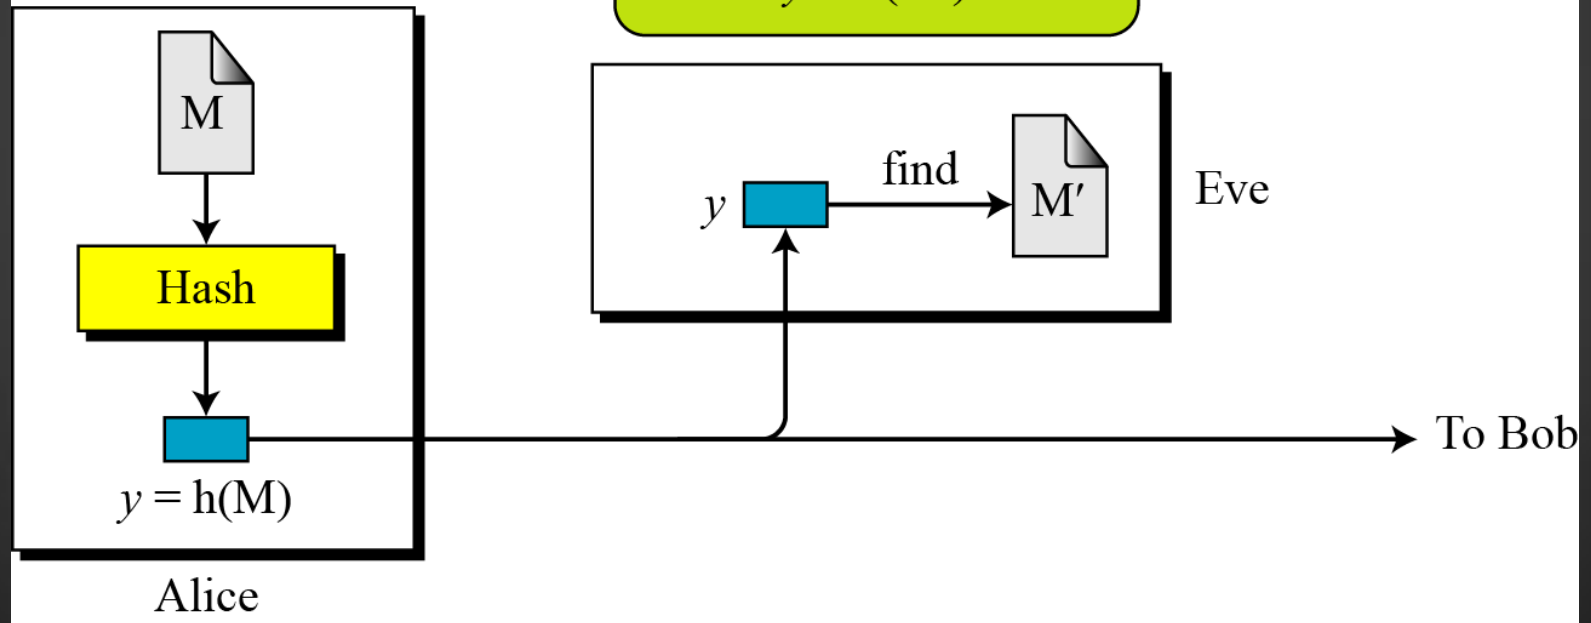 M
Hash
y = h(M)
Alice
find
y
M′
Eve
To Bob